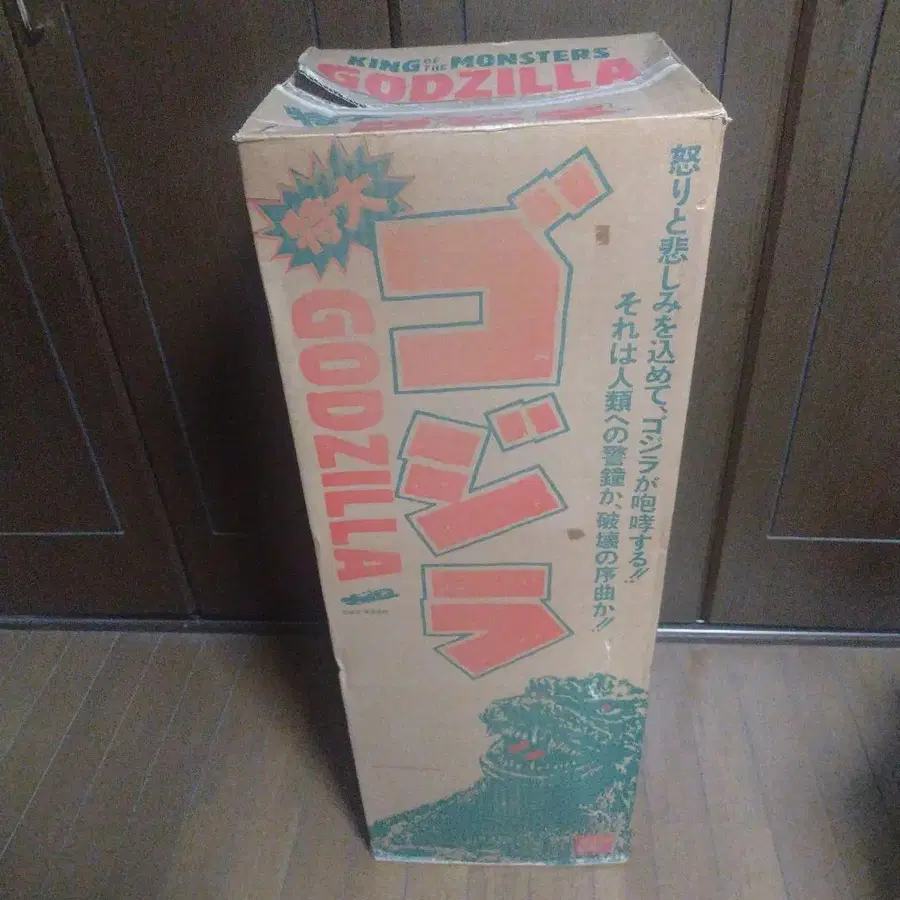 KING OF THE MONSTERS
GODZILLA
特大
ゴジラ
GODZILLA
怒りと悲しみを込めて、ゴジラが咆哮する!!
それは人類への警鐘か、破壊の序曲か!!